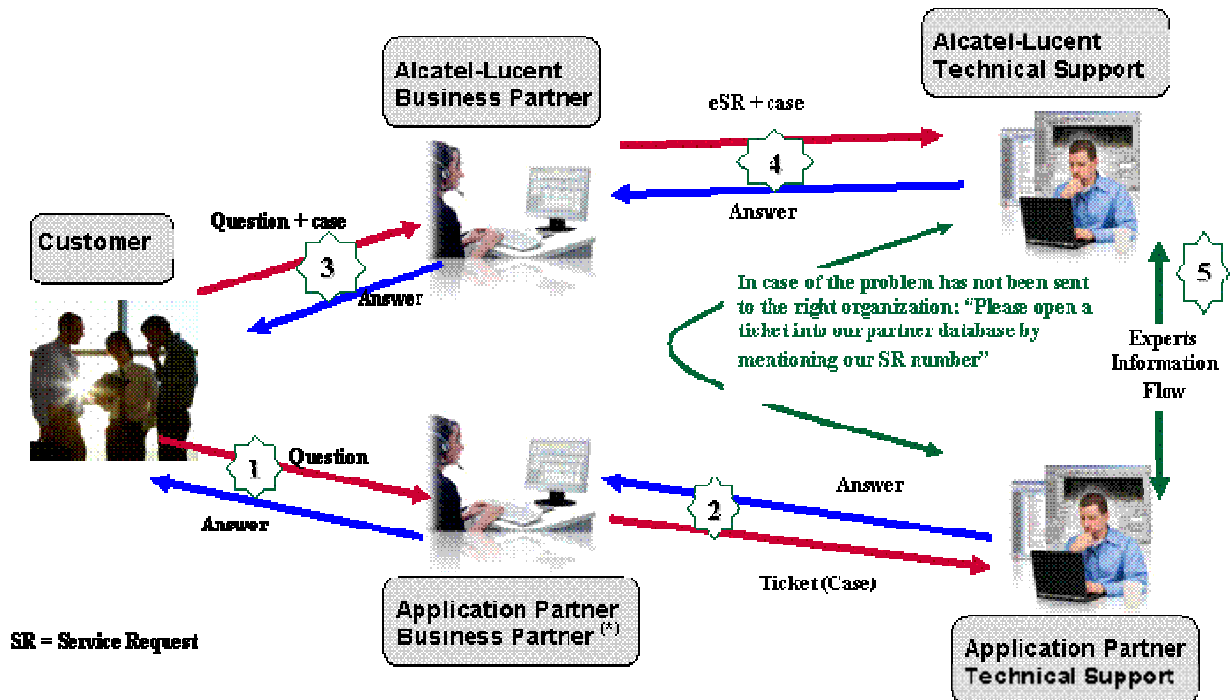 Alcatel-Lucent
Business Partner
Alcatel-Lucent
Technical Support
eSR + case
4
Answer
Customer
Question + case
3
Answer
In case of the problem has not been sent
to the right organization: “Please open a
ticket into our partner database by
mentioning our SR number”
5
Experts
Information
Flow
1
Question
Answer
2
Answer
Ticket (Case)
Application Partner
Business Partner (*)
SR = Service Request
Application Partner
Technical Support